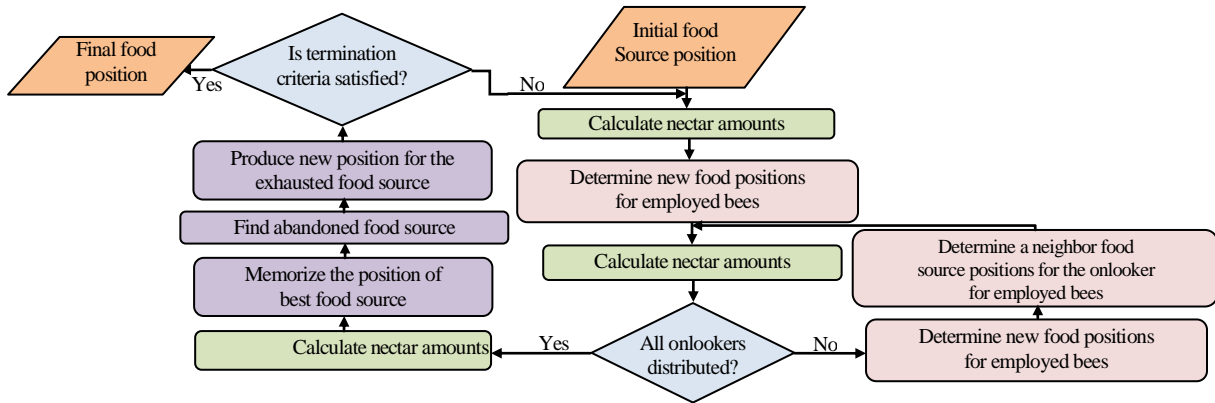 Final food
position
Yes
Is termination
criteria satisfied?
No
Initial food
Source position
Calculate nectar amounts
Determine new food positions
for employed bees
Calculate nectar amounts
All onlookers
distributed?
No
Determine new food positions
for employed bees
Determine a neighbor food
source positions for the onlooker
for employed bees
Yes
Calculate nectar amounts
Memorize the position of
best food source
Find abandoned food source
Produce new position for the
exhausted food source